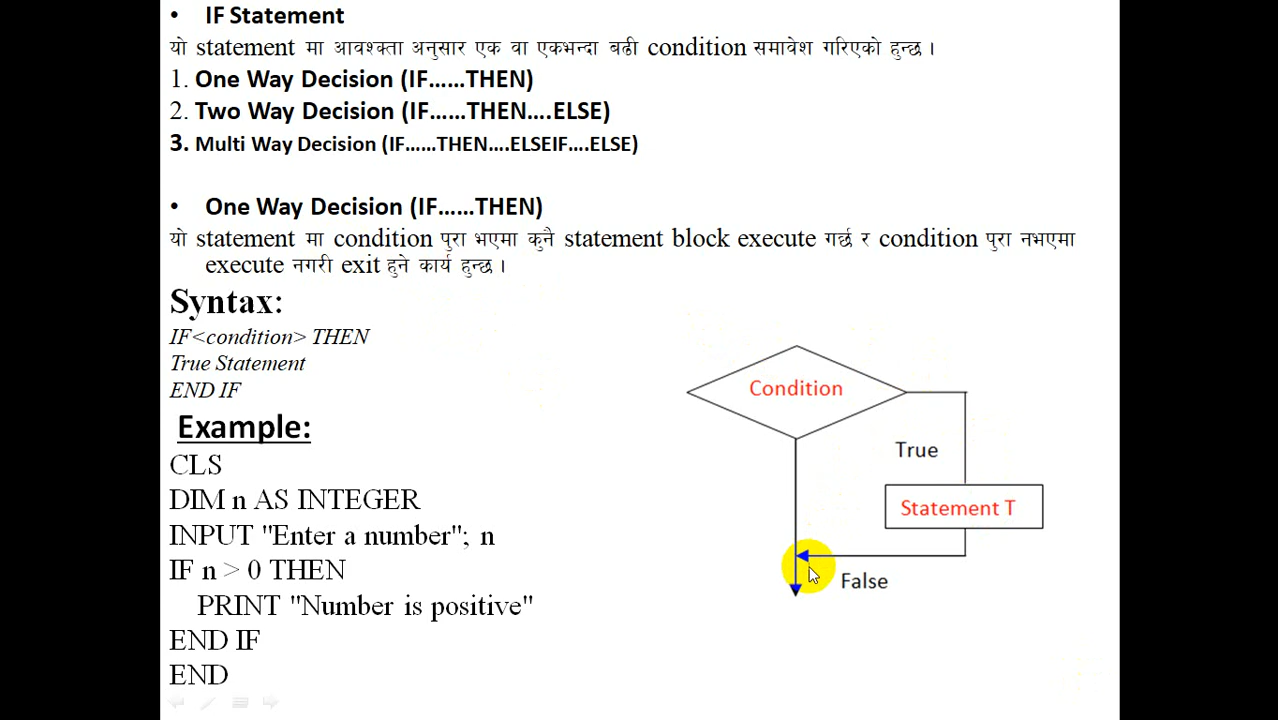 • IF Statement
यो statement मा आवश्क्ता अनुसार एक वा एकभन्दा बढी condition समावेश गरिएको हुन्छ ।
1. One Way Decision (IF……THEN)
2. Two Way Decision (IF……THEN….ELSE)
3. Multi Way Decision (IF……THEN….ELSEIF….ELSE)
• One Way Decision (IF……THEN)
यो statement मा condition पुरा भएमा कुनै statement block execute गर्छ र condition पुरा नभएमा
execute नगरी exit हुने कार्य हुन्छ ।
Syntax:
IF<condition> THEN
True Statement
END IF
Example:
CLS
DIM n AS INTEGER
INPUT "Enter a number"; n
IF n > 0 THEN
PRINT "Number is positive"
END IF
END
Condition
True
Statement T
False